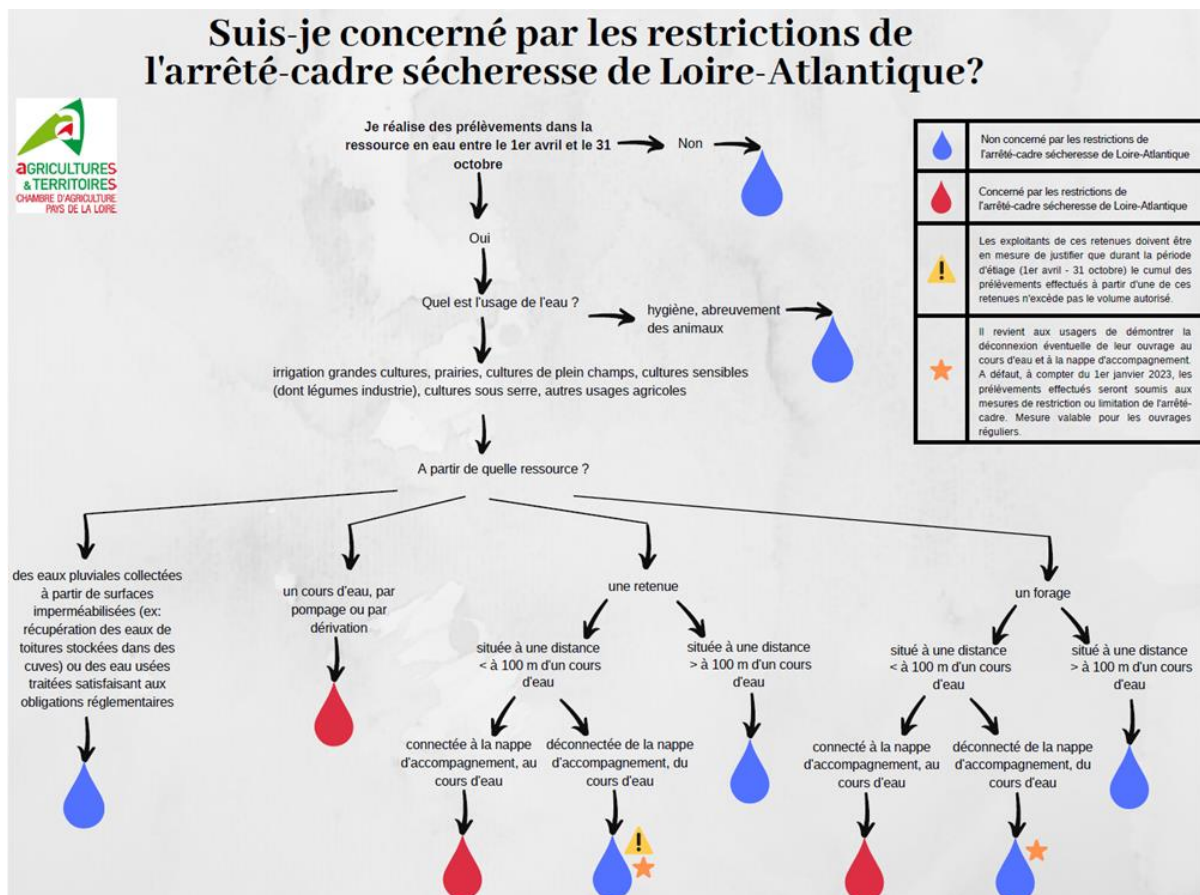 Suis-je concerné par les restrictions de
l'arrêté-cadre sécheresse de Loire-Atlantique?
aGRICULTURES
& TERRITOIRES
CHAMBRE D'AGRICULTURE
PAYS DE LA LOIRE
Je réalise des prélèvements dans la
ressource en eau entre le 1er avril et le 31
octobre
Non
Oui
Quel est l'usage de l'eau ?
hygiène, abreuvement
des animaux
irrigation grandes cultures, prairies, cultures de plein champs, cultures sensibles
(dont légumes industrie), cultures sous serre, autres usages agricoles
A partir de quelle ressource ?
Non concerné par les restrictions de
l'arrêté-cadre sécheresse de Loire-Atlantique
Concerné par les restrictions de
l'arrêté-cadre sécheresse de Loire-Atlantique
Les exploitants de ces retenues doivent être
en mesure de justifier que durant la période
d'étiage (1er avril - 31 octobre) le cumul des
prélèvements effectués à partir d'une de ces
retenues n'excède pas le volume autorisé.
Il revient aux usagers de démontrer la
déconnexion éventuelle de leur ouvrage au
cours d'eau et à la nappe d'accompagnement.
A défaut, à compter du 1er janvier 2023, les
prélèvements effectués seront soumis aux
mesures de restriction ou limitation de l'arrêté-
cadre. Mesure valable pour les ouvrages
réguliers.
des eaux pluviales collectées
à partir de surfaces
imperméabilisées (ex:
récupération des eaux de
toitures stockées dans des
cuves) ou des eau usées
traitées satisfaisant aux
obligations réglementaires
un cours d'eau, par
pompage ou par
dérivation
une retenue
située à une distance
< à 100 m d'un cours
d'eau
située à une distance
> à 100 m d'un cours
d'eau
connectée à la nappe
d'accompagnement, au
cours d'eau
déconnectée de la nappe
d'accompagnement, du
cours d'eau
un forage
situé à une distance
< à 100 m d'un cours
d'eau
situé à une distance
> à 100 m d'un cours
d'eau
connecté à la nappe
d'accompagnement, au
cours d'eau
déconnecté de la nappe
d'accompagnement, du
cours d'eau